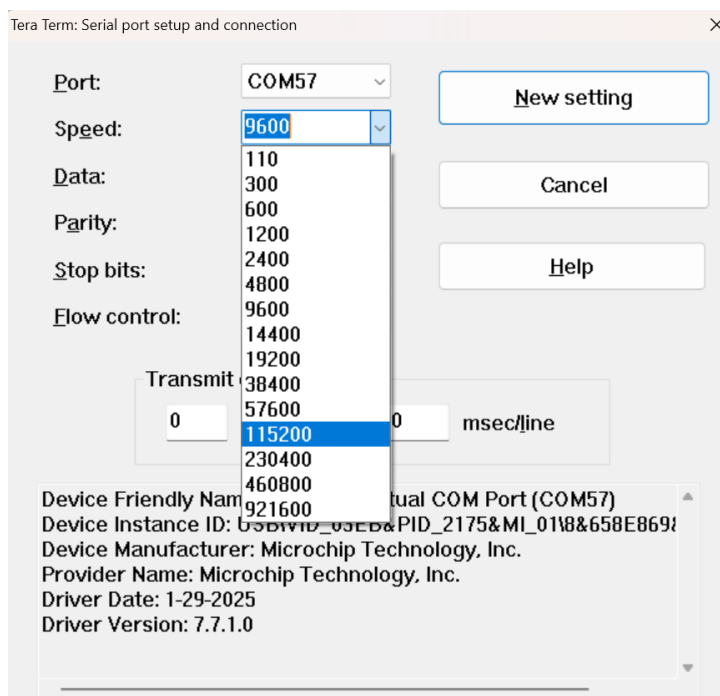 Tera Term: Serial port setup and connection
Port: COM57 New setting
Speed: 9600
110
Data: 300 Cancel
600
Parity: 1200
2400 Help
Stop bits: 4800
Flow control: 9600
14400
19200
Transmit 38400
57600
0 0 msec/line
115200
230400
460800
921600
Device Friendly COM Port (COM57)
Device Instance ID:
Device Manufacturer: Microchip Technology, Inc.
Provider Name: Microchip Technology, Inc.
Driver Date: 1-29-2025
Driver Version: 7.7.1.0